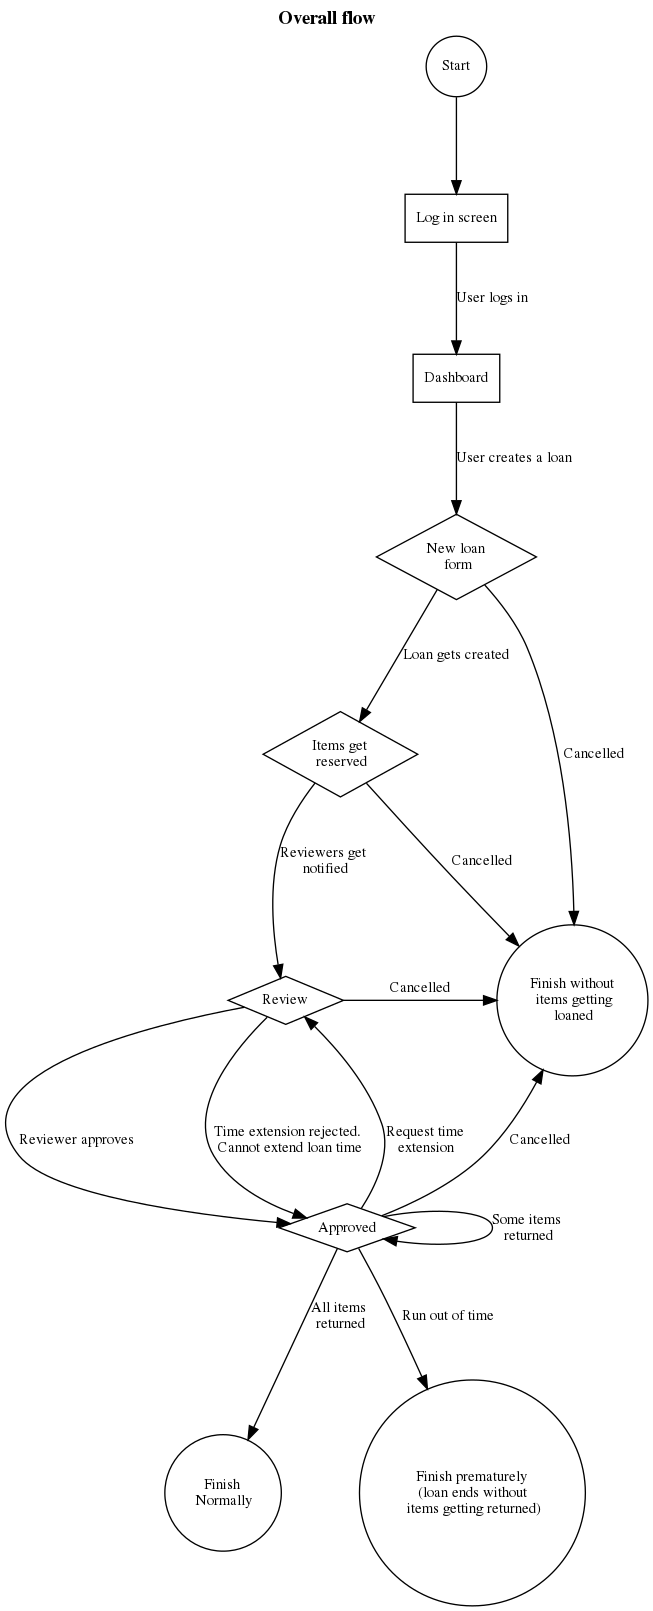 Overall flow
Start
Log in screen
User logs in
Dashboard
User creates a loan
New loan
form
Loan gets created
Items get
reserved
Cancelled
Reviewers get
notified
Cancelled
Review
Cancelled
Finish without
items getting
loaned
Reviewer approves
Time extension rejected.
Cannot extend loan time
Request time
extension
Cancelled
Approved
Some items
returned
All items
returned
Run out of time
Finish
Normally
Finish prematurely
(loan ends without
items getting returned)